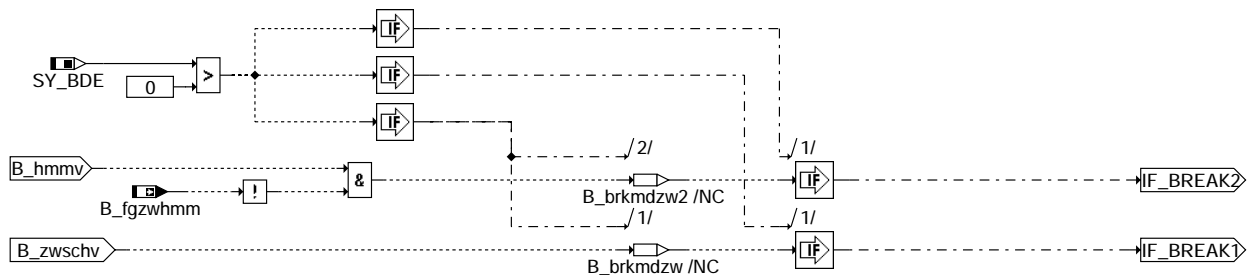 IF
SY_BDE
>
0
IF
IF
/2/
/1/
B_hmmv
&
IF
IF_BREAK2
B_fgzwhmm
!
B_brkmdzw2 /NC
/1/
/1/
B_zwschv
IF
IF_BREAK1
B_brkmdzw /NC